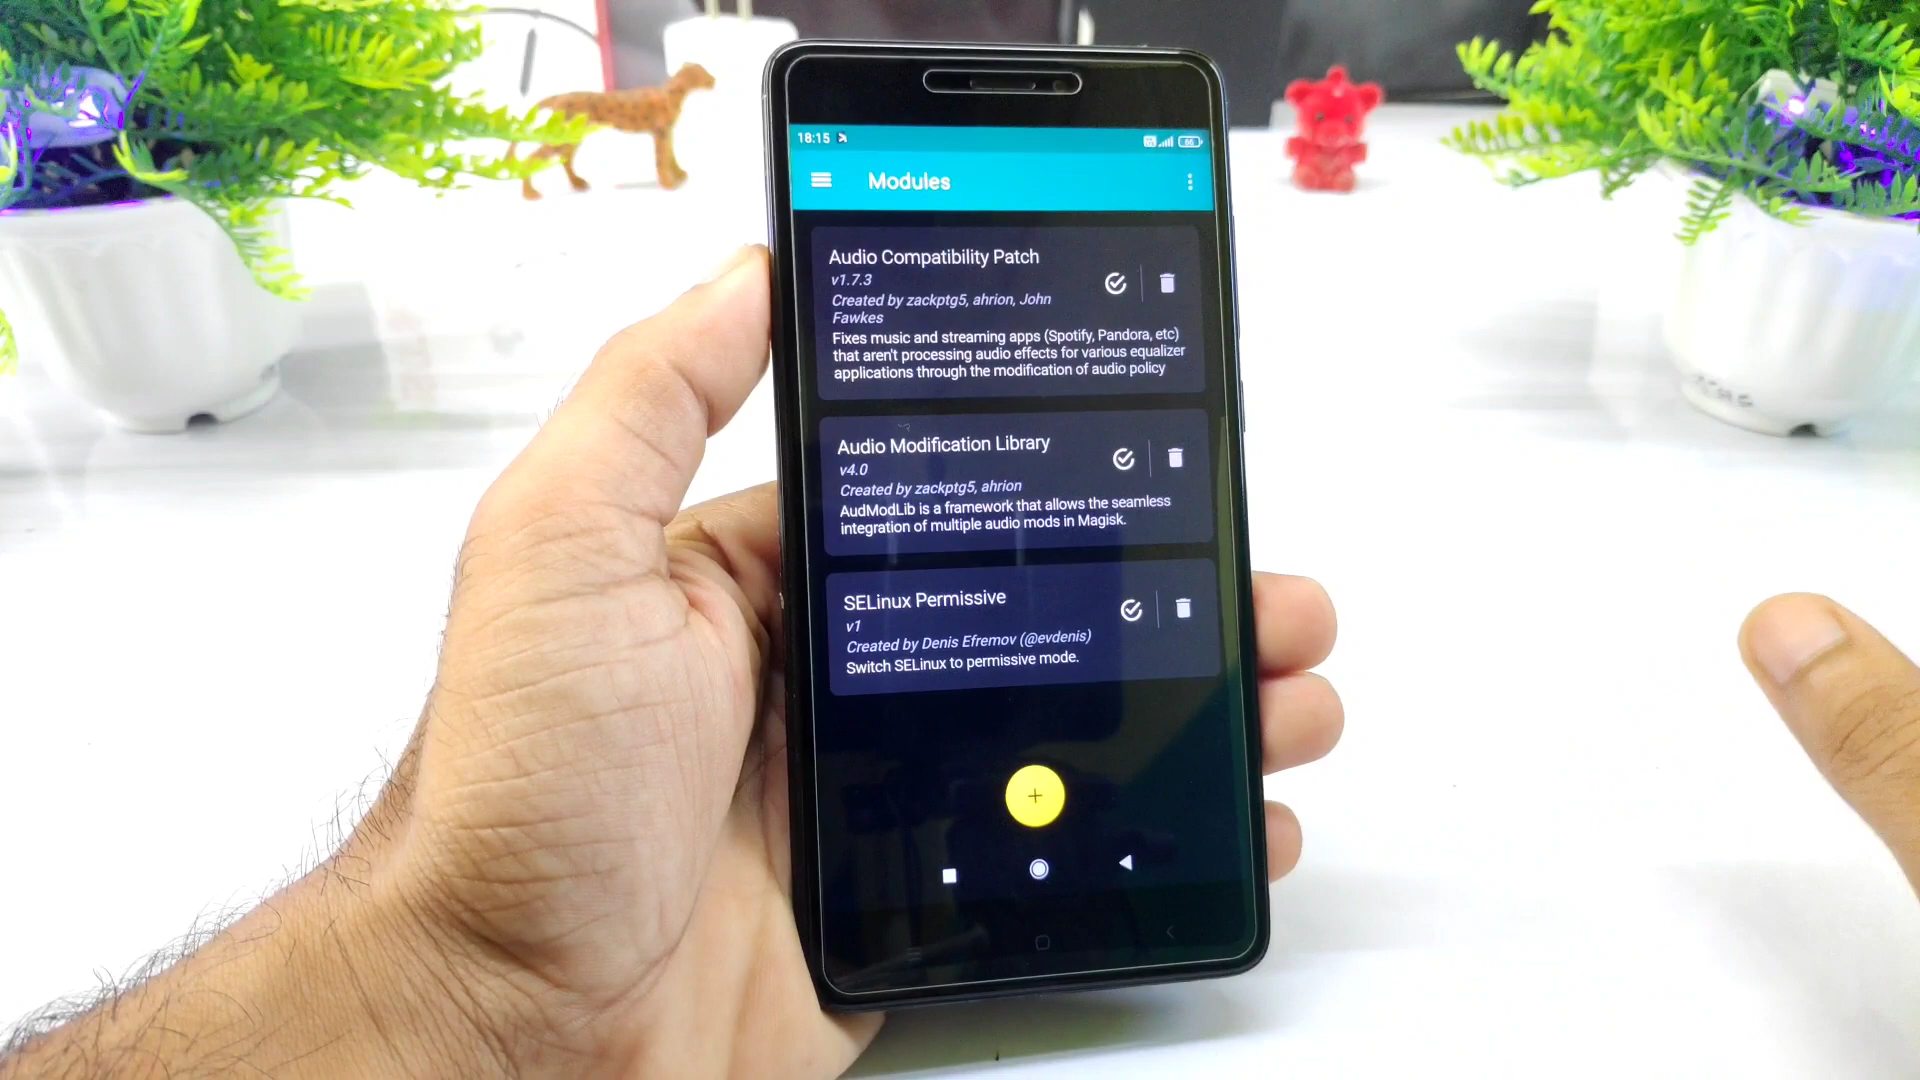 18:15
66
Modules
Audio Compatibility Patch
v1.7.3
Created by zackptg5, ahrion, John
Fawkes
Fixes music and streaming apps (Spotify, Pandora, etc)
that aren't processing audio effects for various equalizer
applications through the modification of audio policy
Audio Modification Library
v4.0
Created by zackptg5, ahrion
AudModLib is a framework that allows the seamless
integration of multiple audio mods in Magisk.
SELinux Permissive
v1
Created by Denis Efremov (@evdenis)
Switch SELinux to permissive mode.